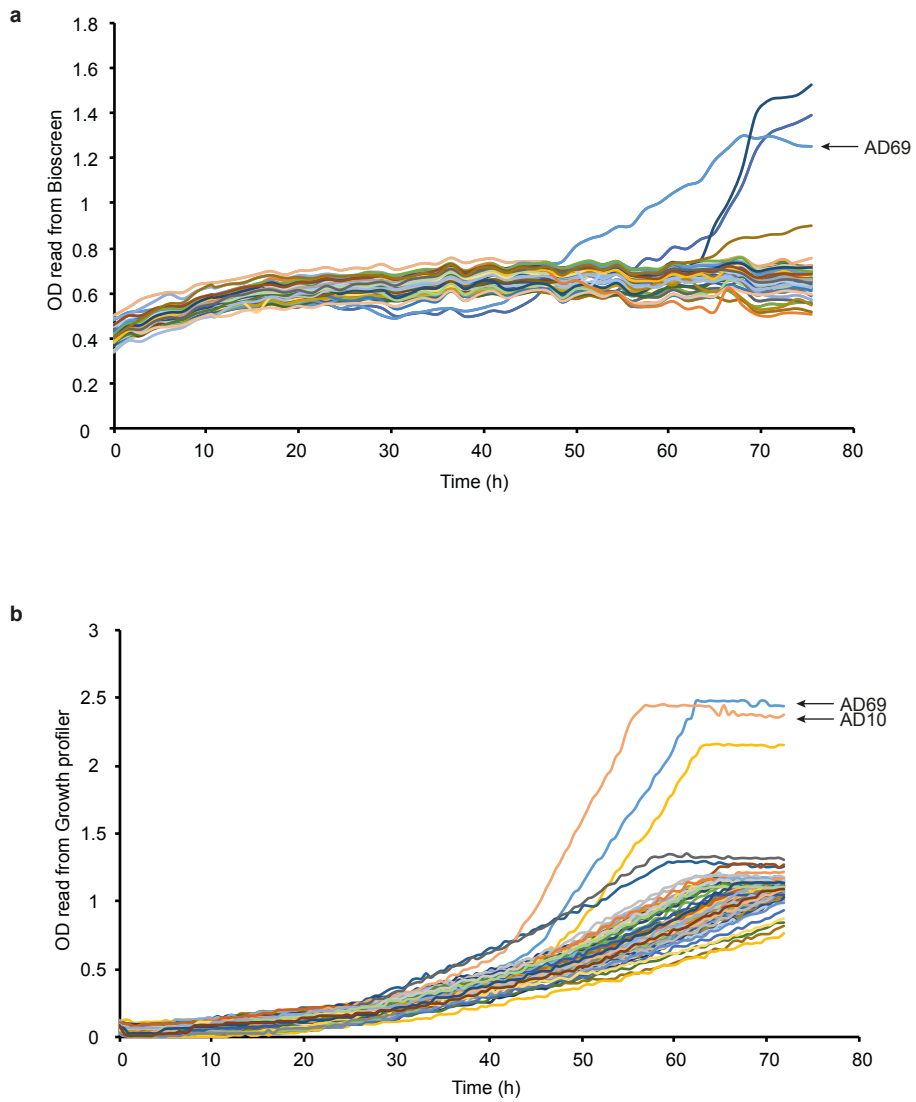 a
1.8
1.6
1.4
1.2
1
0.8
0.6
0.4
0.2
0
OD read from Bioscreen
AD69
0 10 20 30 40 50 60 70 80
Time (h)
b
3
2.5
2
1.5
1
0.5
0
OD read from Growth profiler
AD69
AD10
0 10 20 30 40 50 60 70 80
Time (h)